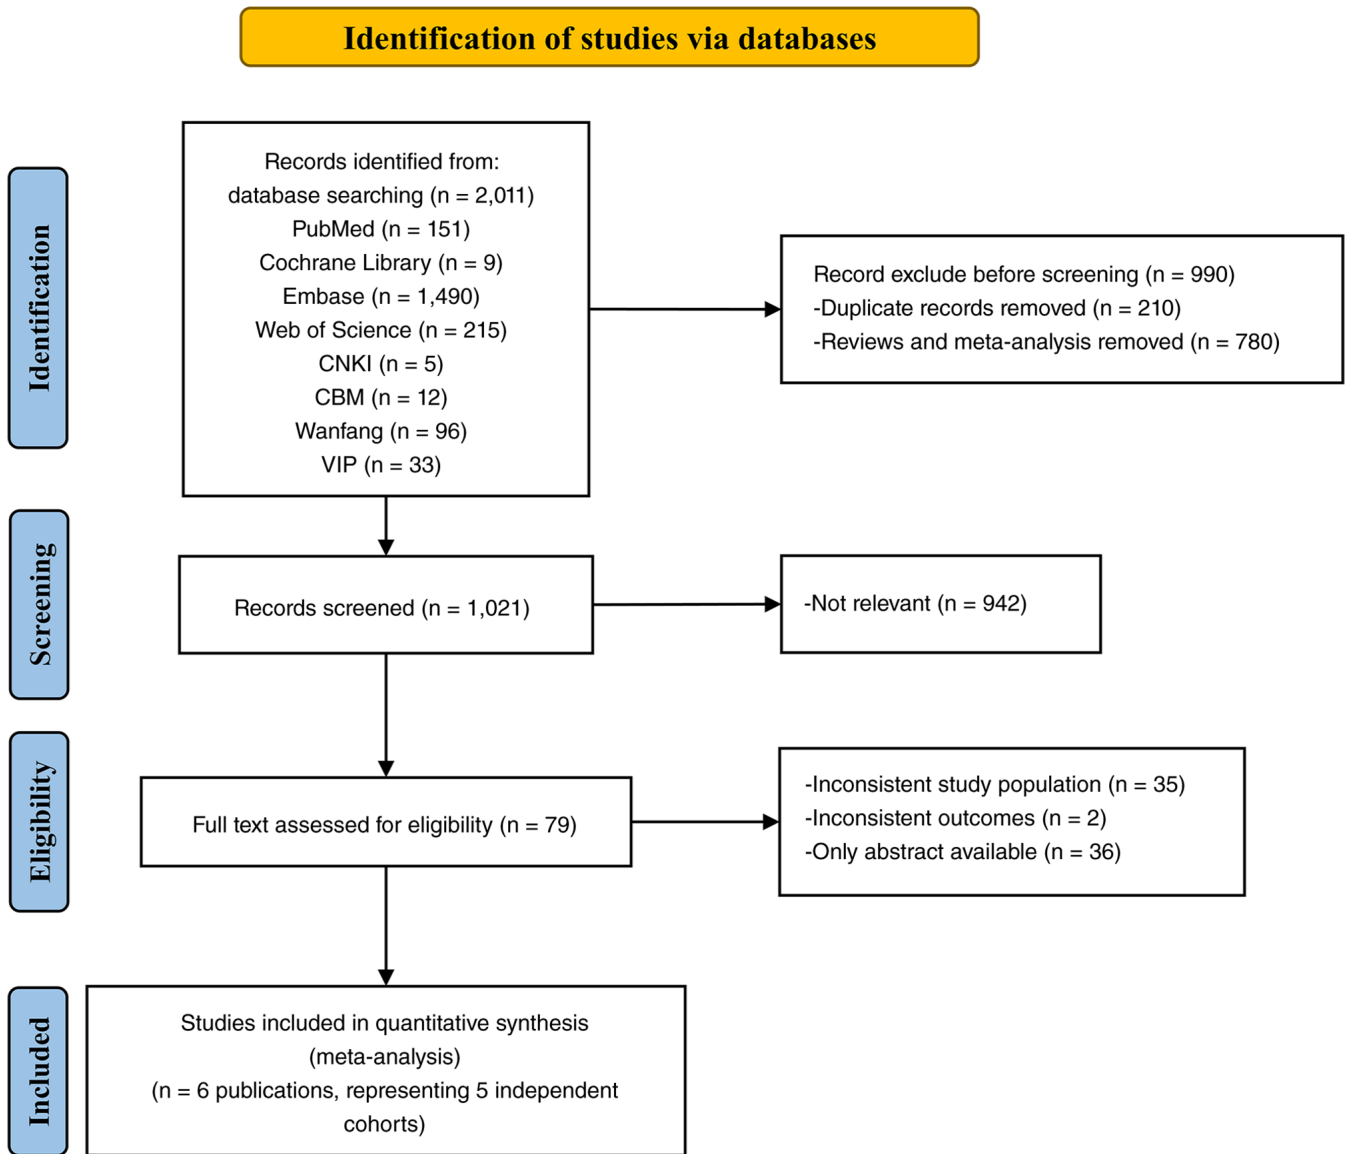 Identification of studies via databases
Identification
Records identified from:
database searching (n = 2,011)
PubMed (n = 151)
Cochrane Library (n = 9)
Embase (n = 1,490)
Web of Science (n = 215)
CNKI (n = 5)
CBM (n = 12)
Wanfang (n = 96)
VIP (n = 33)
Record exclude before screening (n = 990)
-Duplicate records removed (n = 210)
-Reviews and meta-analysis removed (n = 780)
Screening
Records screened (n = 1,021)
-Not relevant (n = 942)
Eligibility
Full text assessed for eligibility (n = 79)
-Inconsistent study population (n = 35)
-Inconsistent outcomes (n = 2)
-Only abstract available (n = 36)
Included
Studies included in quantitative synthesis
(meta-analysis)
(n = 6 publications, representing 5 independent
cohorts)